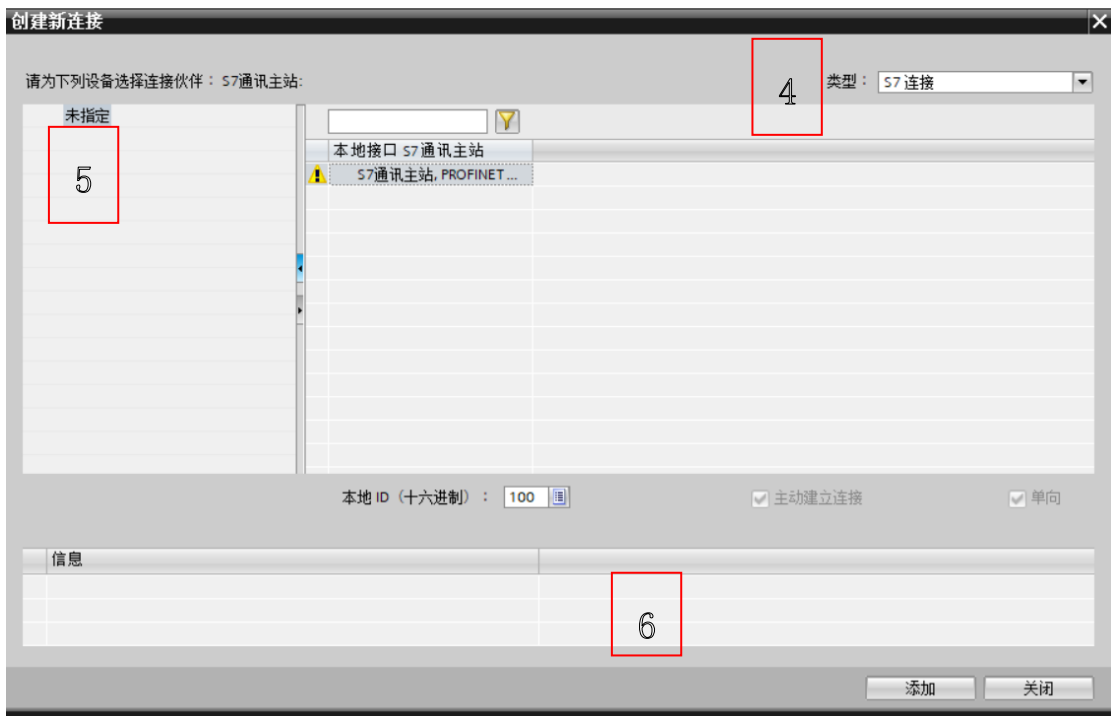 创建新连接
请为下列设备选择连接伙伴： S7通讯主站:
4
类型： S7 连接
未指定
5
本地接口 S7通讯主站
S7通讯主站, PROFINET ...
本地 ID（十六进制）： 100
主动建立连接
单向
信息
6
添加
关闭